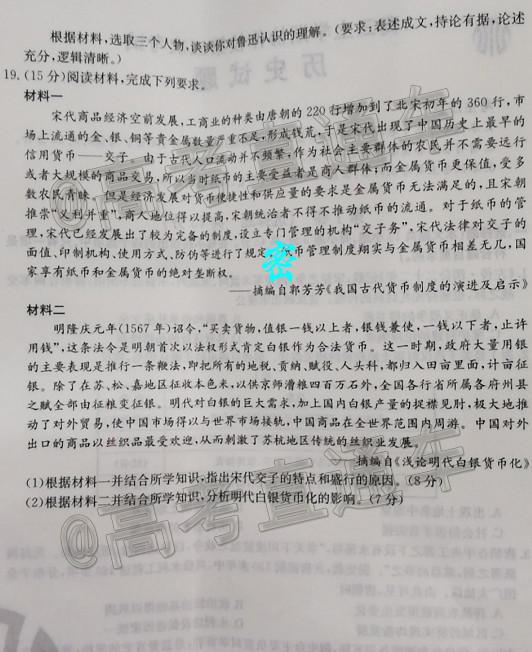 根据材料，选取三个人物，谈谈你对鲁迅认识的理解。（要求：表述成文，持论有据，论述
充分，逻辑清晰。）
19.(15分)阅读材料，完成下列要求。
材料一
宋代商品经济空前发展，工商业的种类由唐朝的220行增加到了北宋初年的360行，市
场上流通的金、银、铜等贵金属数量严重不足，形成钱荒，于是宋代出现了中国历史上最早的
信用货币——交子。由于古代人口流动并不频繁，作为社会主要群体的农民并不需要远行
或者大规模的商品交易，所以当时纸币的主要受益者是商人群体；而金属货币更保值，受多
数农民青睐。但是经济发展对货币便捷性和供应量的要求是金属货币无法满足的，且宋朝
推崇“义利并重”，商人地位得以提高，宋朝统治者不得不推动纸币的流通。对于纸币的管
理，宋代已经发展出了较为完备的制度，设立专门管理的机构“交子务”，宋代法律对交子的
面值、印制机构、使用方式、防伪等进行了规定，纸币管理制度翔实与金属货币相差无几，国
家享有纸币和金属货币的绝对垄断权。
——摘编自郭芳芳《我国古代货币制度的演进及启示》
材料二
明隆庆元年(1567年)诏令，“买卖货物，值银一钱以上者，银钱兼使，一钱以下者，止许
用钱”，这条法令是明朝首次以法权形式肯定白银作为合法货币。这一时期，政府大量用银
的主要表现是推行一条鞭法，即把所有的地税、贡纳、赋役、人头科，都归入田亩里面，计亩征
银。除了在苏、松、嘉地区征收本色米，以供京师漕粮四百万石外，全国各行省所属各府州县
之赋全部由征粮变征银。明代对白银的巨大需求，加上国内白银产量的捉襟见肘，极大地推
动了对外贸易，使中国市场得以与世界市场接轨，中国商品在全世界范围内周游。中国对外
出口的商品以丝织品最受欢迎，从而刺激了苏杭地区传统的丝织业发展。
——摘编自《浅论明代白银货币化》
(1)根据材料一并结合所学知识，指出宋代交子的特点和盛行的原因。(8分)
(2)根据材料二并结合所学知识，分析明代白银货币化的影响。(7分)
密
@高考直通车
@高考直通车